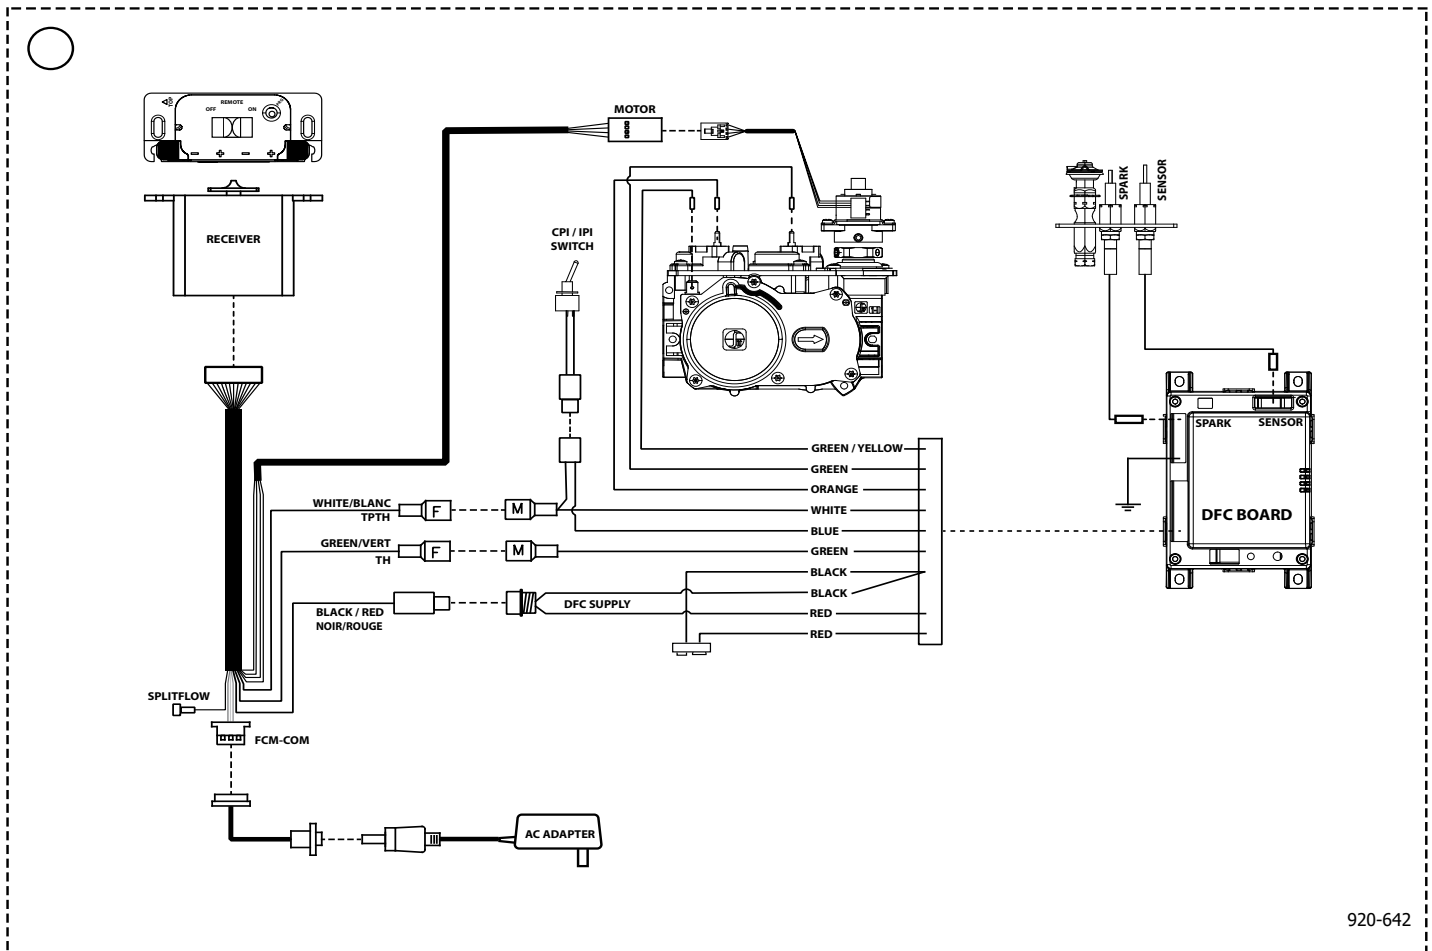 TOP
REMOTE
OFF
ON
− + − +
RECEIVER
MOTOR
CPI / IPI
SWITCH
SPARK
SENSOR
SPARK
SENSOR
DFC BOARD
GREEN / YELLOW
GREEN
ORANGE
WHITE
BLUE
GREEN
BLACK
BLACK
RED
RED
WHITE/BLANC
TPTH
F
M
GREEN/VERT
TH
F
M
BLACK / RED
NOIR/ROUGE
DFC SUPPLY
SPLITFLOW
FCM-COM
AC ADAPTER
920-642